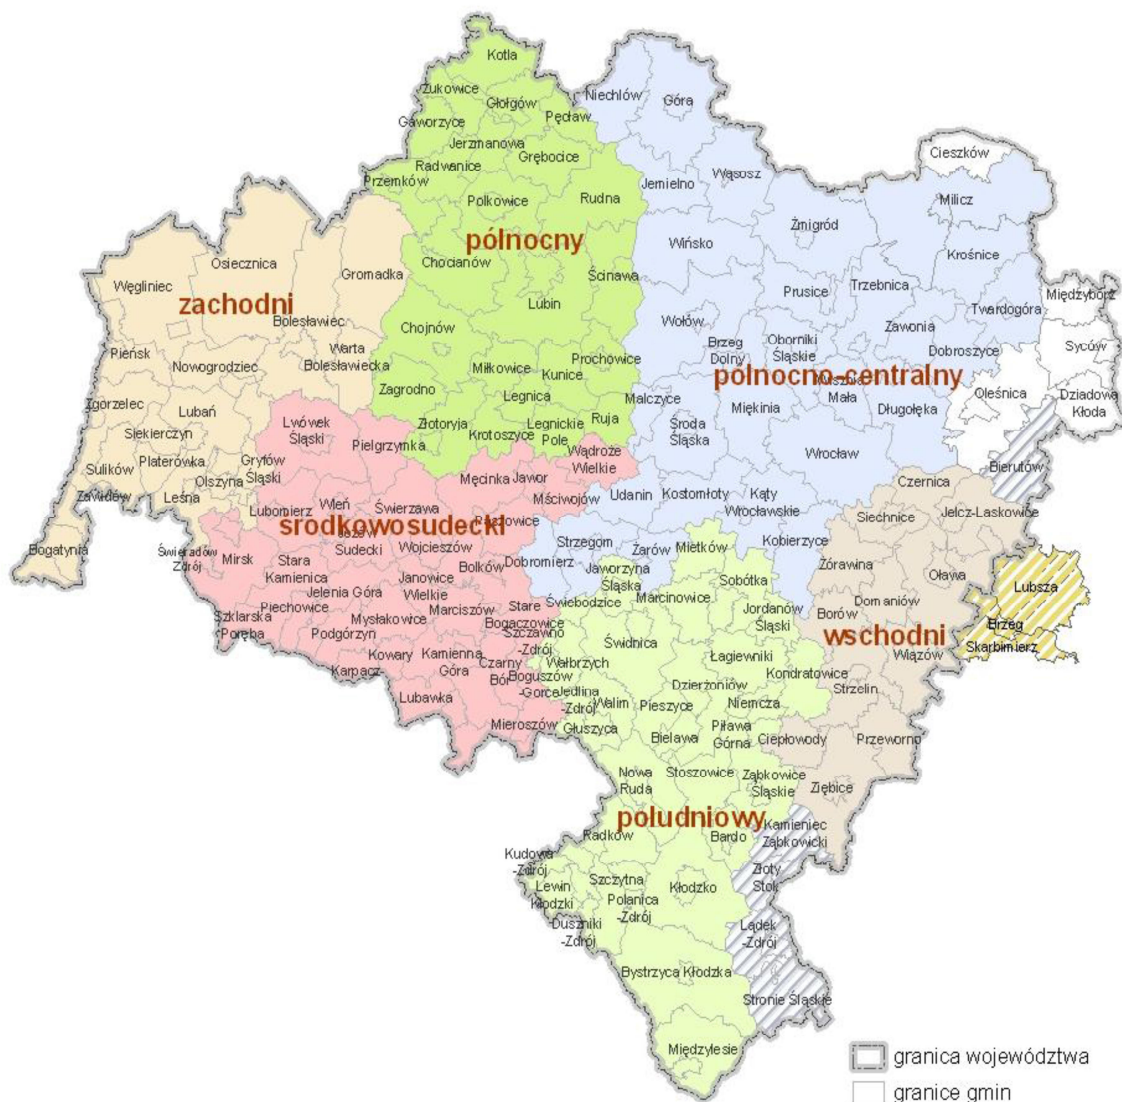 Kotla
Żukowice
Głofgów
Niechlów
Góra
Gaworzyce
Pęcław
Jerzmanowa
Grębocice
Radwanice
Przemków
Cieszków
Jemielno
Wąsosz
Polkowice
Rudna
Milicz
północny
Żmigród
Wińsko
Krośnice
Osiecznica
Gromadka
Chocianów
Ścinawa
Węgliniec
zachodni
Lubin
Prusice
Trzebnica
Międzybórz
Twardogóra
Bolesławiec
Chojnów
Wołów
Zawonia
Pieńsk
Warta
Bolesławiecka
Brzeg
Dolny
Oborniki
Śląskie
Dobroszyce
Syców
Nowogrodziec
Prochowice
Miłkowice
Kunice
północno-centralny
Zagrodno
Legnica
Malczyce
Mała
Oleśnica
Dziadowa
Kłoda
Zgorzelec
Lubań
Miękinia
Długołęka
Lwówek
Śląski
Złotoryja
Krotoszyce
Legnickie
Pole
Ruja
Środa
Śląska
Siekierczyn
Pielgrzymka
Wądroże
Wielkie
Wrocław
Sulików
Platerówka
Gryfów
Śląski
Olszyna
Męcinka
Jawor
Bierutów
Zawidów
Leśna
Mściwojów
Udanin
Kostomłoty
Kąty
Wrocławskie
Czernica
Lubomierz
Wleń
Świerzawa
Siechnice
Jelcz-Laskowice
środkowosudecki
Bogatynia
Świeradów
Zdrój
Mirsk
Sudecki
Wojcieszów
Strzegom
Żarów
Mietków
Kobierzyce
Stara
Kamienica
Bolków
Dobromierz
Jaworzyna
Śląska
Żórawina
Oława
Jelenia Góra
Janowice
Wielkie
Sobótka
Lubsza
Piechowice
Marciszów
Stare
Bogaczowice
Świebodzice
Marcinowice
Jordanów
Śląski
Borów
Domaniów
Szklarska
Poręba
Mysłakowice
Podgórzyn
Szczawno
-Zdrój
Świdnica
wschodni
Brzeg
Skarbimierz
Kowary
Kamienna
Góra
Czarny
Bór
Wałbrzych
Łagiewniki
Wiązów
Karpacz
Boguszów
-Gorce
Jedlina
-Zdrój
Kondratowice
Lubawka
Walim
Dzierżoniów
Strzelin
Pieszyce
Niemcza
Mieroszów
Głuszyca
Bielawa
Piława
Górna
Ciepłowody
Przeworno
Nowa
Ruda
Stoszowice
Ząbkowice
Śląskie
Ziębice
południowy
Radków
Bardo
Kamieniec
Ząbkowicki
Kudowa
-Zdrój
Złoty
Stok
Lewin
Kłodzki
Szczytna
Kłodzko
Polanica
-Zdrój
Duszniki
-Zdrój
Lądek
-Zdrój
Bystrzyca Kłodzka
Stronie Śląskie
Międzylesie
granica województwa
granice gmin